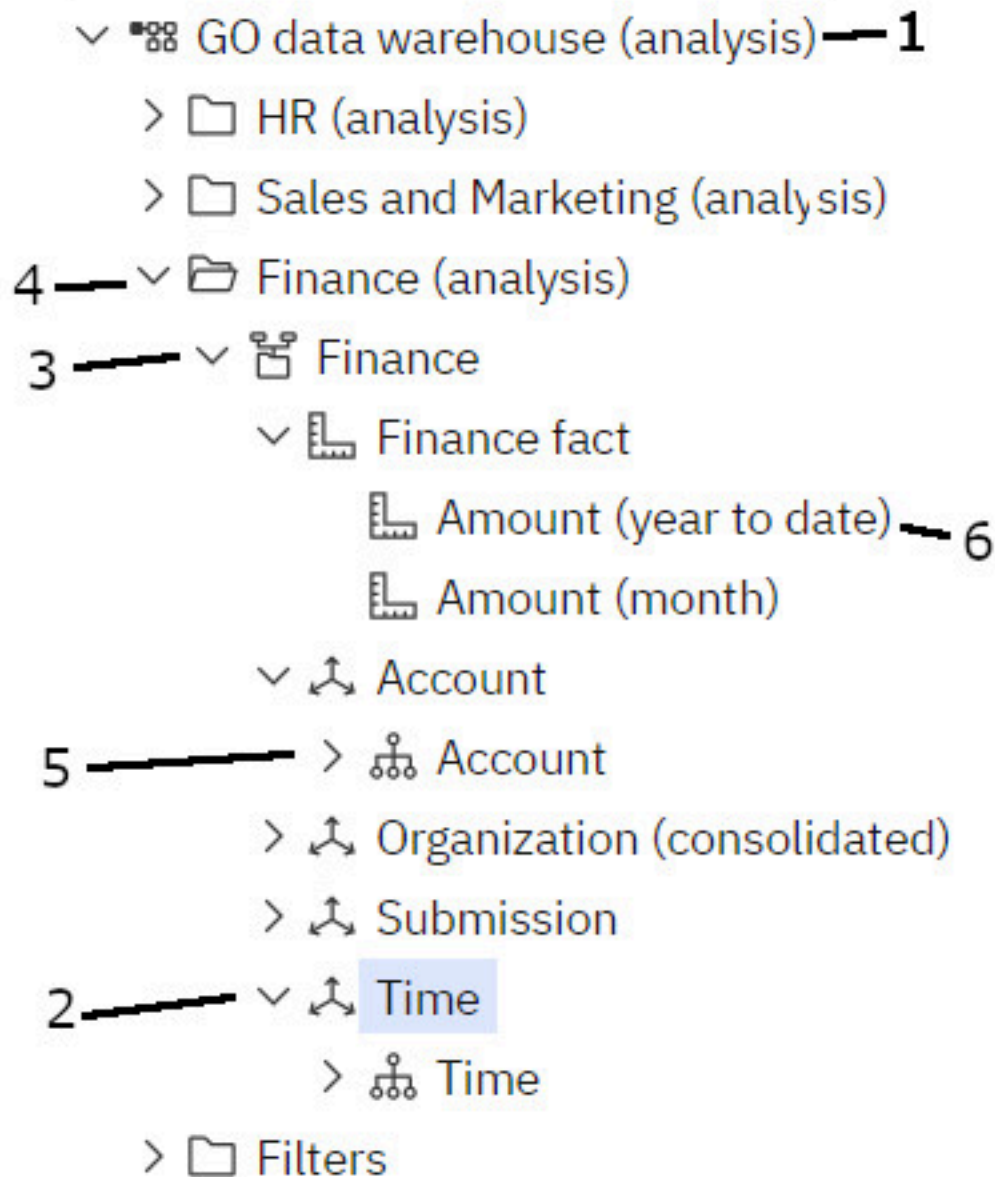 GO data warehouse (analysis) 1
HR (analysis)
Sales and Marketing (analysis)
4 Finance (analysis)
3 Finance
Finance fact
Amount (year to date) 6
Amount (month)
Account
5 Account
Organization (consolidated)
Submission
2 Time
Time
Filters